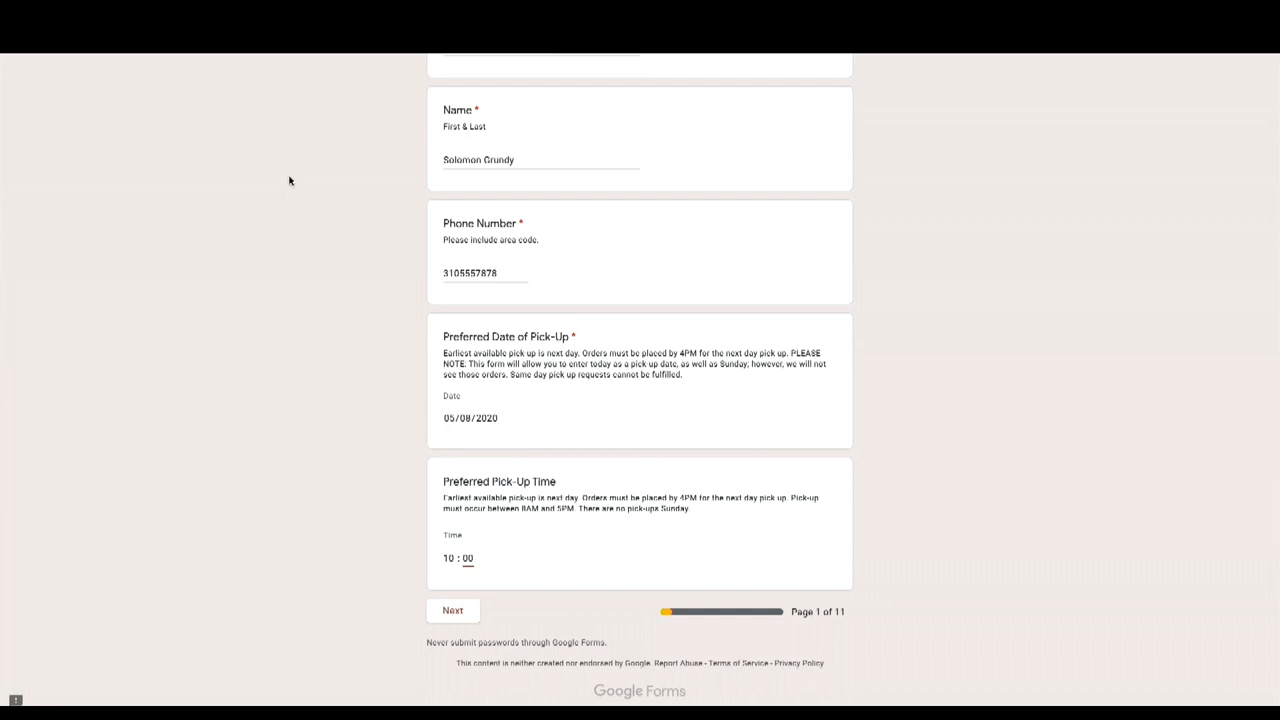 Name *
First & Last
Solomon Grundy
Phone Number *
Please include area code.
3105557878
Preferred Date of Pick-Up *
Earliest available pick up is next day. Orders must be placed by 4PM for the next day pick up. PLEASE
NOTE: This form will allow you to enter today as a pick up date, as well as Sunday; however, we will not
see those orders. Same day pick up requests cannot be fulfilled.
Date
05/08/2020
Preferred Pick-Up Time
Earliest available pick-up is next day. Orders must be placed by 4PM for the next day pick up. Pick-up
must occur between 8AM and 5PM. There are no pick-ups Sunday.
Time
10 : 00
Next
Page 1 of 11
Never submit passwords through Google Forms.
This content is neither created nor endorsed by Google. Report Abuse - Terms of Service - Privacy Policy
Google Forms
!